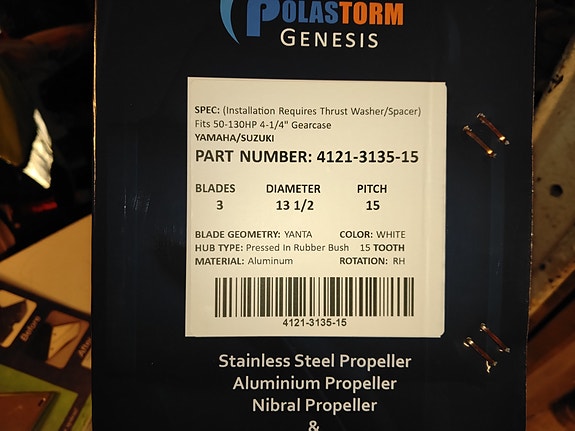 POLASTORM
GENESIS
SPEC: (Installation Requires Thrust Washer/Spacer)
Fits 50-130HP 4-1/4" Gearcase
YAMAHA/SUZUKI
PART NUMBER: 4121-3135-15
BLADES DIAMETER PITCH
3 13 1/2 15
BLADE GEOMETRY: YANTA COLOR: WHITE
HUB TYPE: Pressed In Rubber Bush 15 TOOTH
MATERIAL: Aluminum ROTATION: RH
4121-3135-15
Stainless Steel Propeller
Aluminium Propeller
Nibral Propeller
&
Before